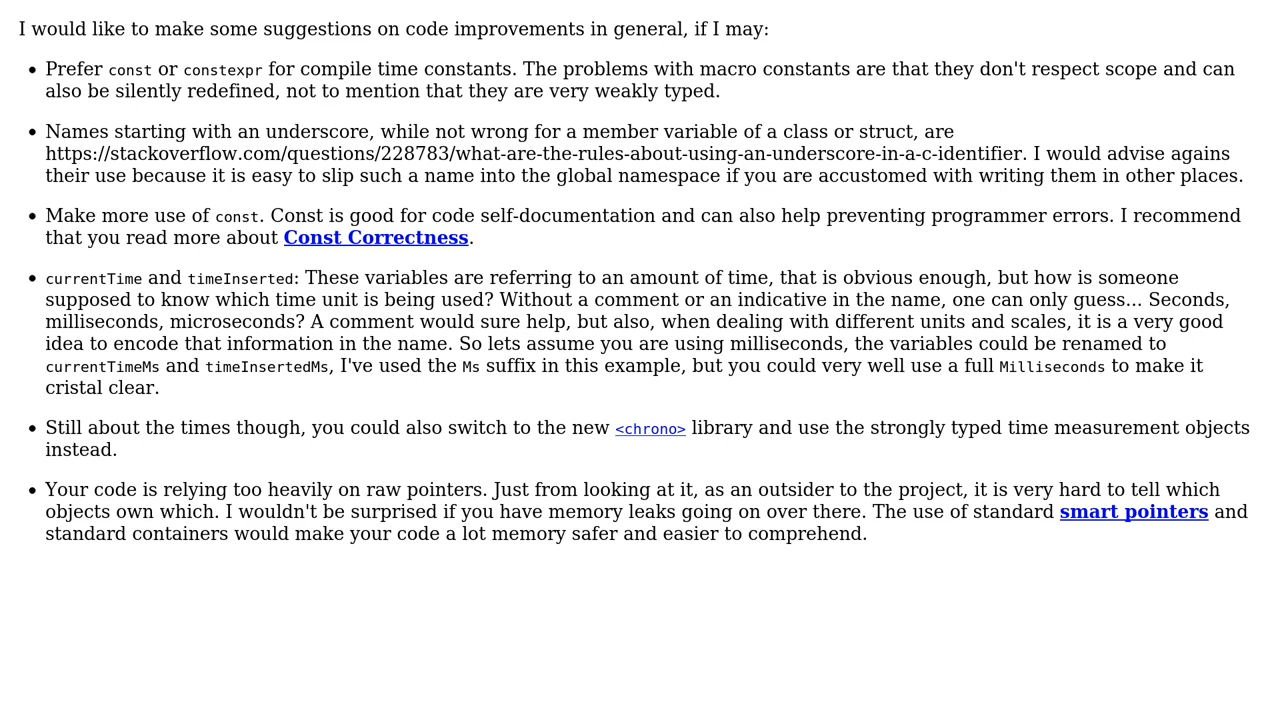 I would like to make some suggestions on code improvements in general, if I may:
• Prefer const or constexpr for compile time constants. The problems with macro constants are that they don't respect scope and can
also be silently redefined, not to mention that they are very weakly typed.
• Names starting with an underscore, while not wrong for a member variable of a class or struct, are
https://stackoverflow.com/questions/228783/what-are-the-rules-about-using-an-underscore-in-a-c-identifier. I would advise agains
their use because it is easy to slip such a name into the global namespace if you are accustomed with writing them in other places.
• Make more use of const. Const is good for code self-documentation and can also help preventing programmer errors. I recommend
that you read more about Const Correctness.
• currentTime and timeInserted: These variables are referring to an amount of time, that is obvious enough, but how is someone
supposed to know which time unit is being used? Without a comment or an indicative in the name, one can only guess... Seconds,
milliseconds, microseconds? A comment would sure help, but also, when dealing with different units and scales, it is a very good
idea to encode that information in the name. So lets assume you are using milliseconds, the variables could be renamed to
currentTimeMs and timeInsertedMs, I've used the Ms suffix in this example, but you could very well use a full Milliseconds to make it
cristal clear.
• Still about the times though, you could also switch to the new <chrono> library and use the strongly typed time measurement objects
instead.
• Your code is relying too heavily on raw pointers. Just from looking at it, as an outsider to the project, it is very hard to tell which
objects own which. I wouldn't be surprised if you have memory leaks going on over there. The use of standard smart pointers and
standard containers would make your code a lot memory safer and easier to comprehend.